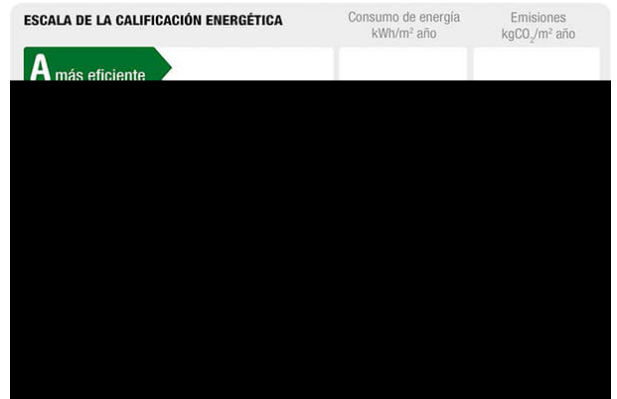 ESCALA DE LA CALIFICACIÓN ENERGÉTICA
Consumo de energía
kWh/m² año
Emisiones
kgCO₂/m² año
A más eficiente